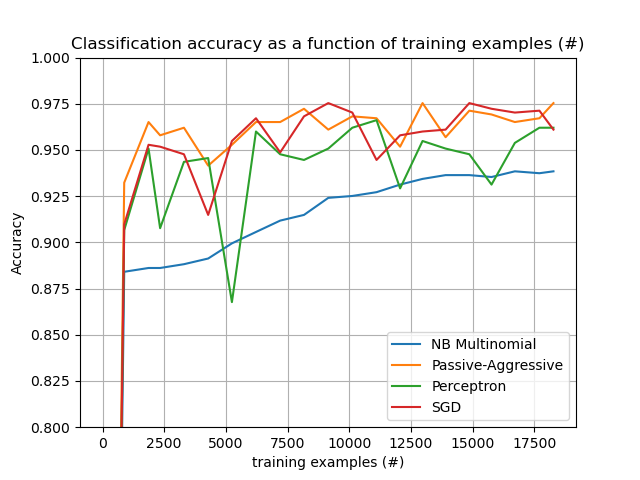 Classification accuracy as a function of training examples (#)
1.000
0.975
0.950
0.925
0.900
0.875
0.850
0.825
0.800
Accuracy
NB Multinomial
Passive-Aggressive
Perceptron
SGD
0 2500 5000 7500 10000 12500 15000 17500
training examples (#)